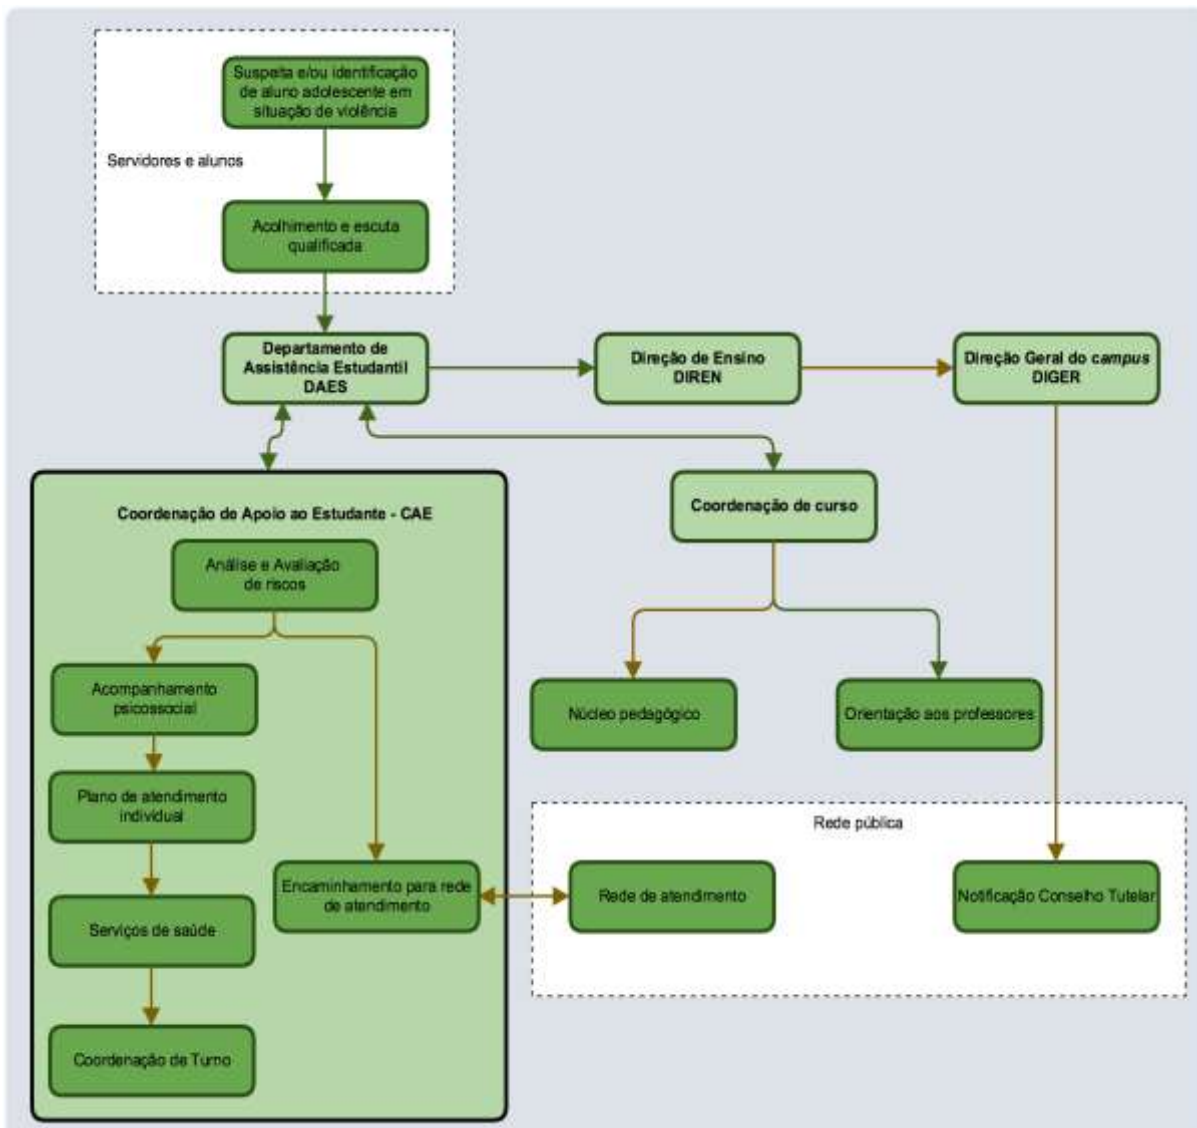 Suspeita e/ou identificação
de aluno adolescente em
situação de violência
Servidores e alunos
Acolhimento e escuta
qualificada
Departamento de
Assistência Estudantil
DAES
Direção de Ensino
DIREN
Direção Geral do campus
DIGER
Coordenação de Apoio ao Estudante - CAE
Análise e Avaliação
de riscos
Acompanhamento
psicossocial
Plano de atendimento
individual
Serviços de saúde
Coordenação de Turno
Encaminhamento para rede
de atendimento
Coordenação de curso
Núcleo pedagógico
Orientação aos professores
Rede pública
Rede de atendimento
Notificação Conselho Tutelar